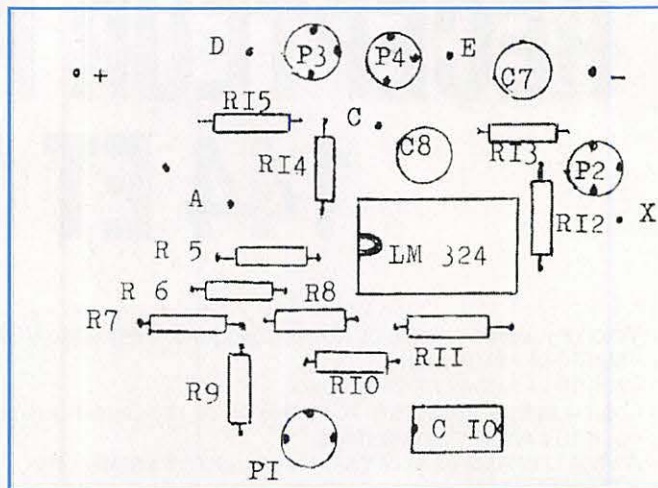 D P3 P4 E
+ C7 -
RI5 C
RI4 C8 RI3
P2
A RI2 X
R 5 LM 324
R 6 R8
R7 RII
R9 RIO
C IO
PI